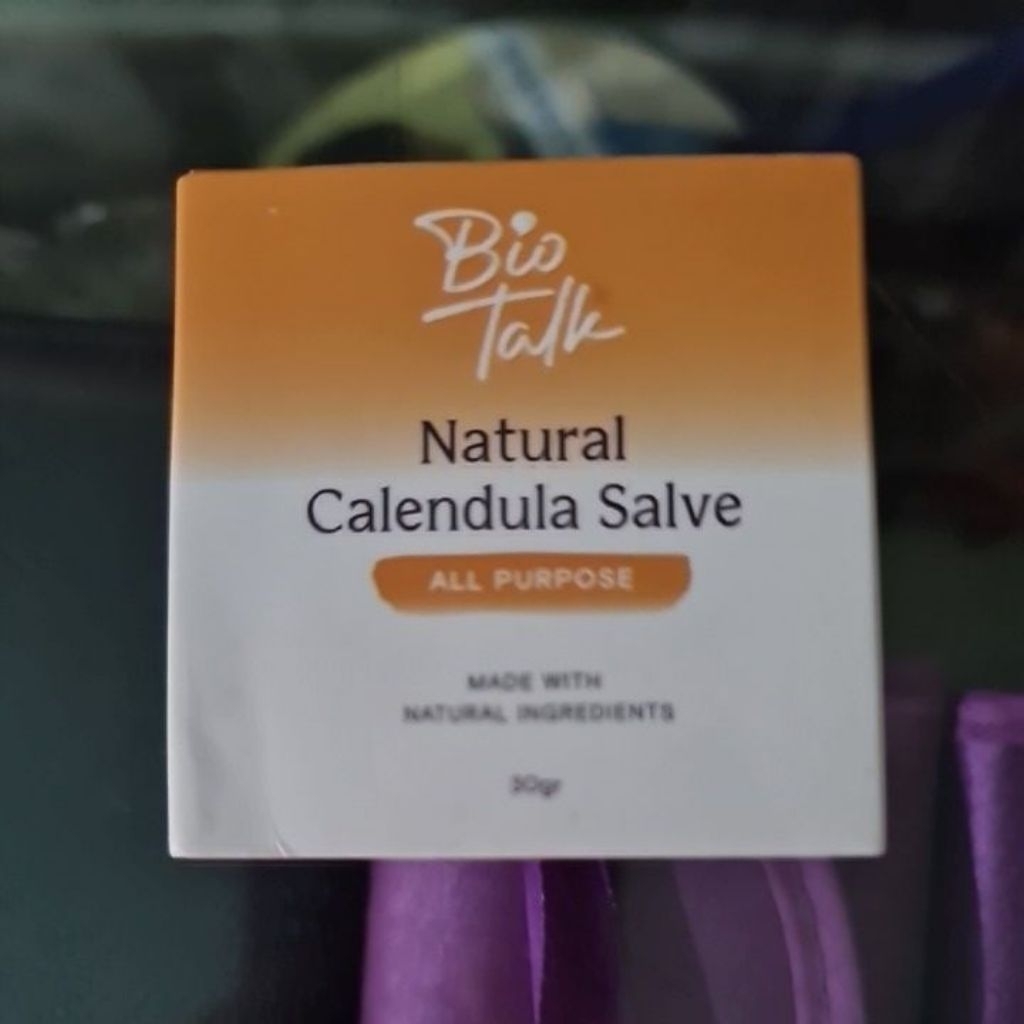 Bio
Talk
Natural
Calendula Salve
ALL PURPOSE
MADE WITH
NATURAL INGREDIENTS
30gr